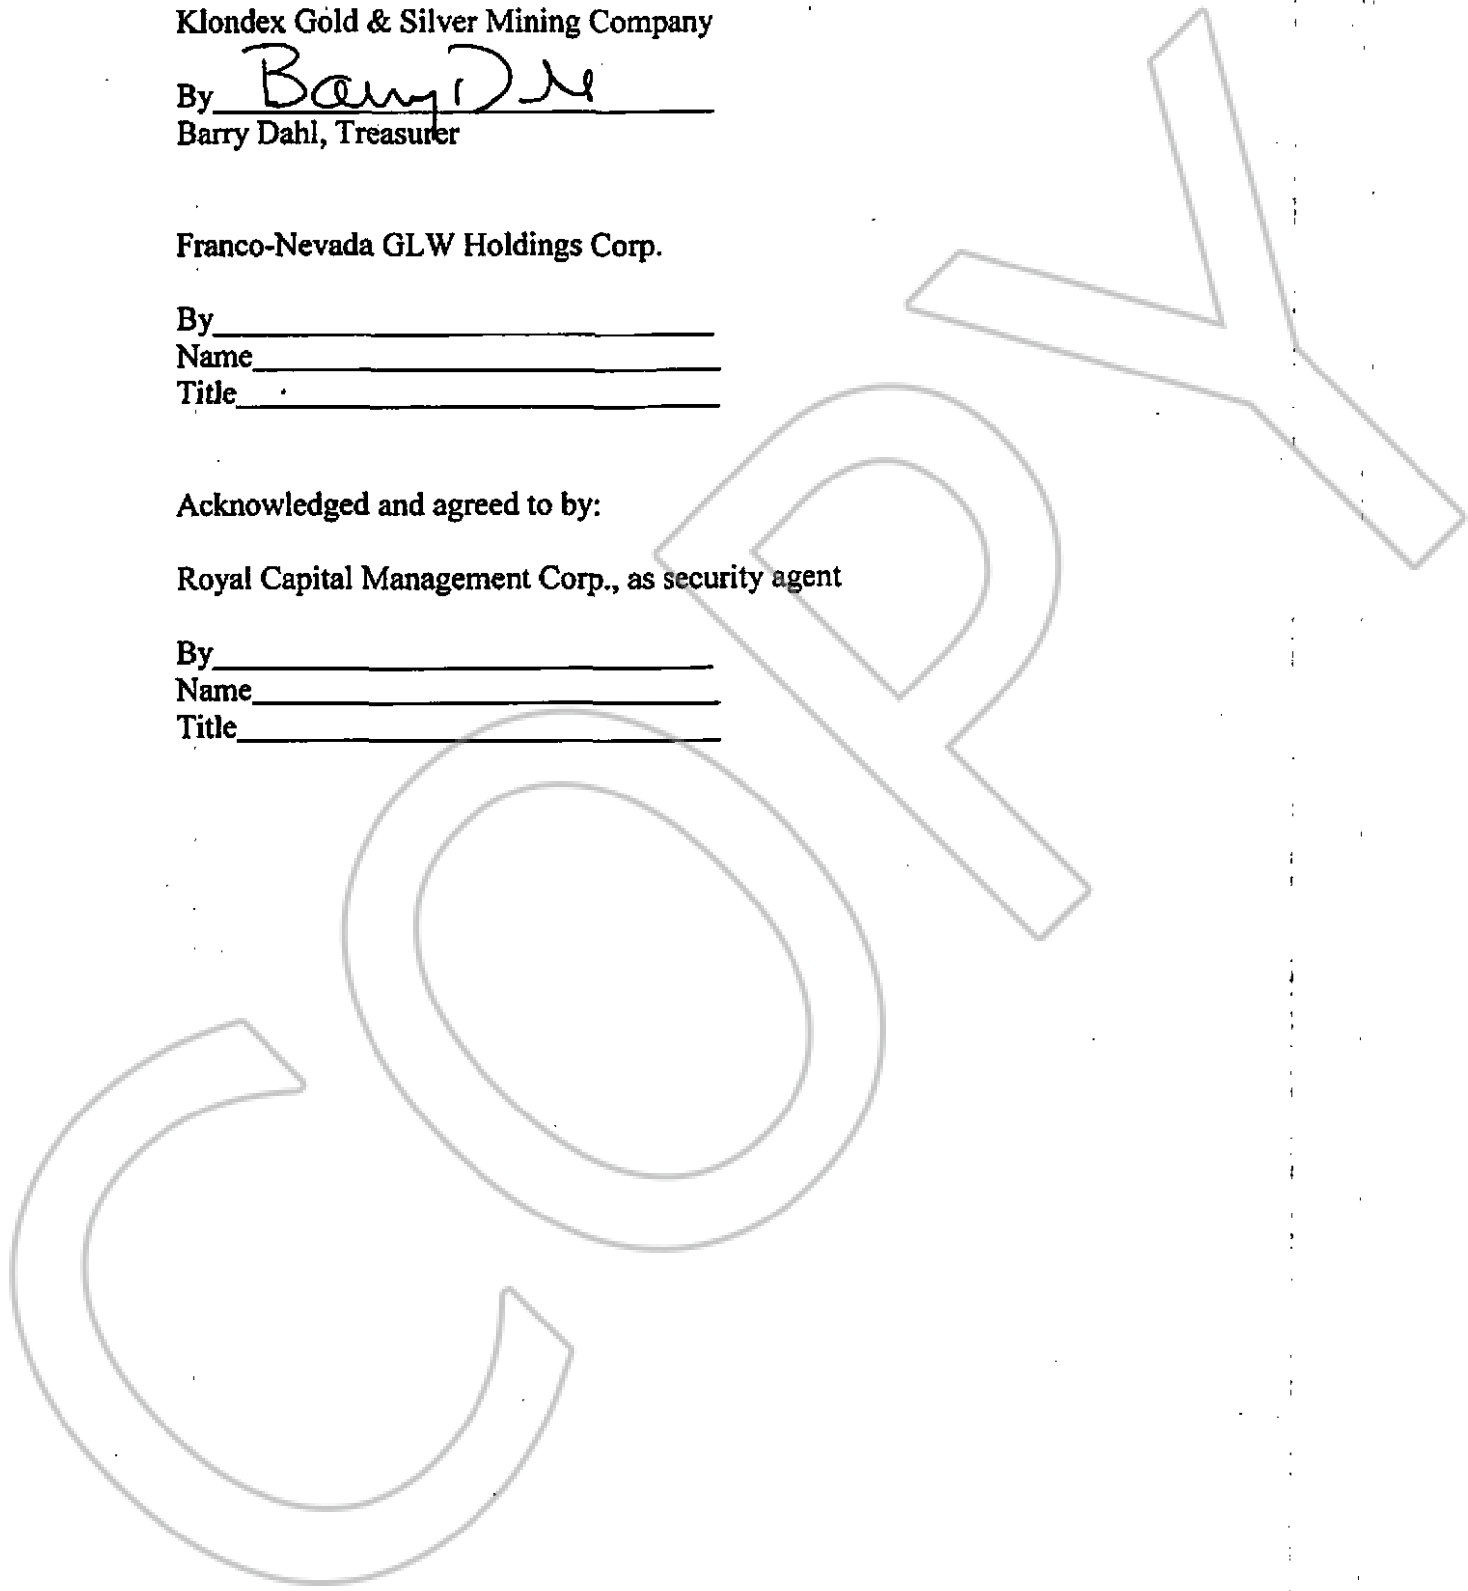 Klondex Gold & Silver Mining Company
By
Barry Dahl, Treasurer
Franco-Nevada GLW Holdings Corp.
By
Name
Title
Acknowledged and agreed to by:
Royal Capital Management Corp., as security agent
By
Name
Title
COPY